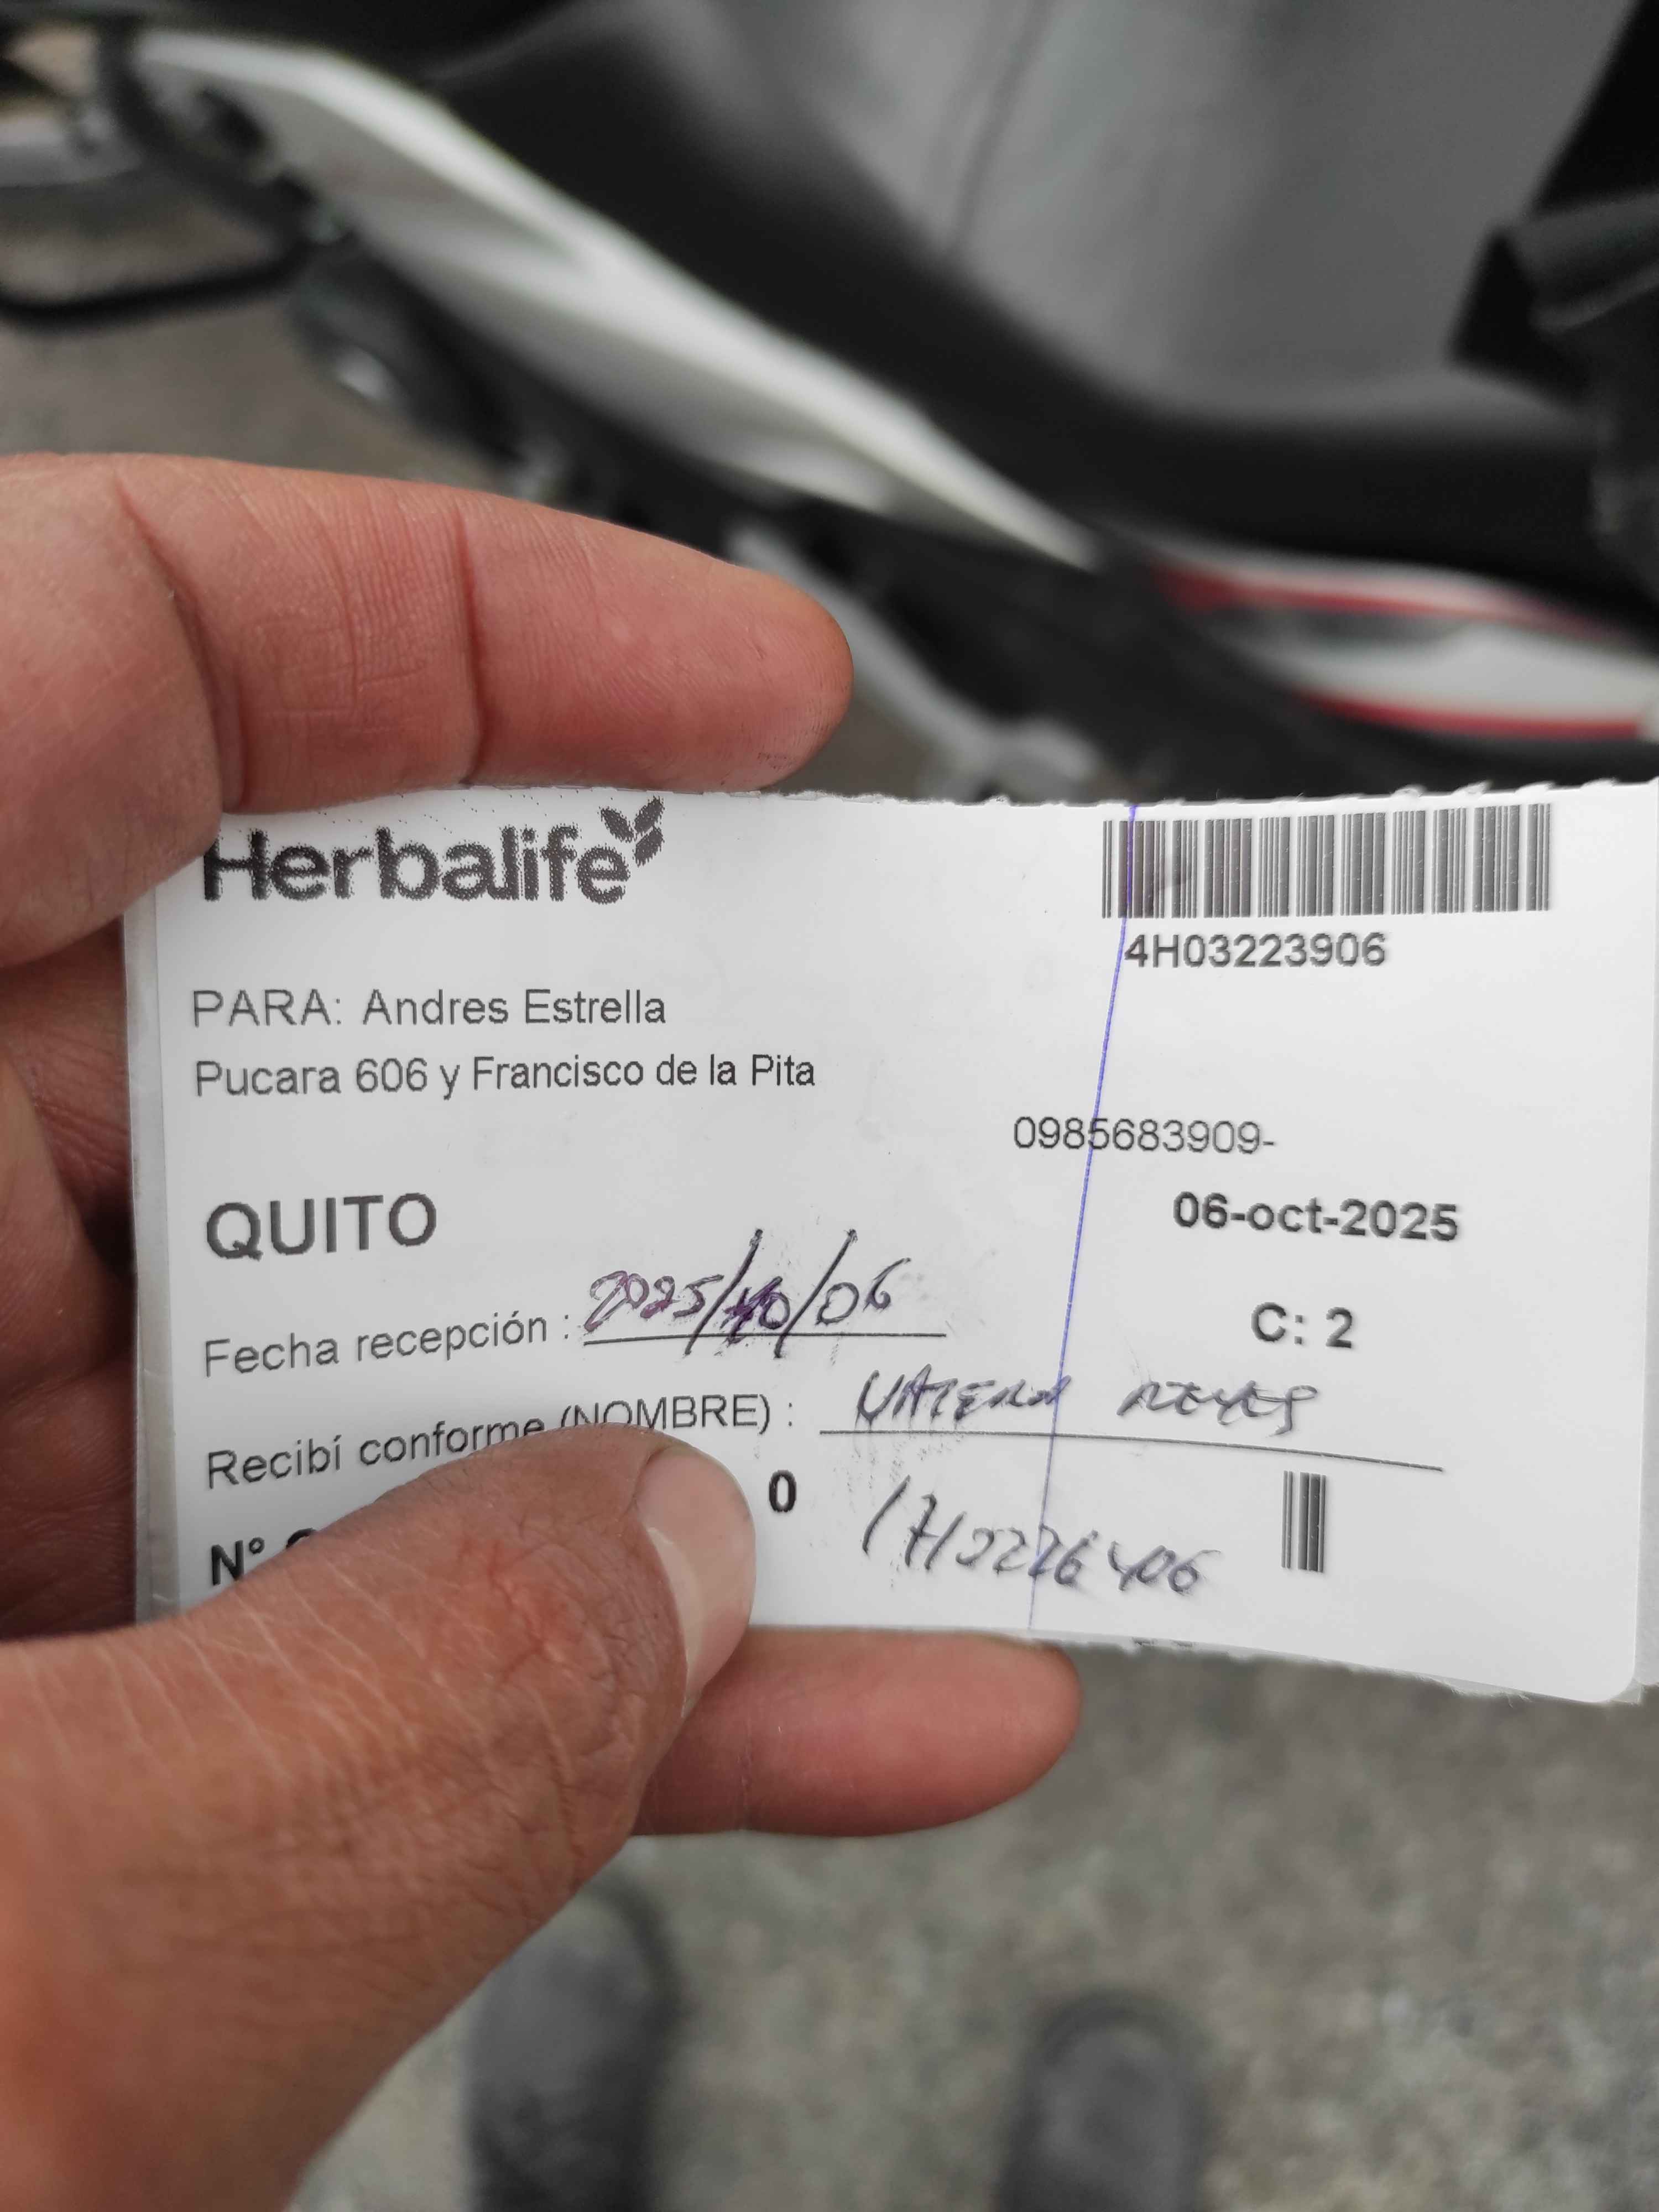 Herbalife
4H03223906
PARA: Andres Estrella
Pucara 606 y Francisco de la Pita
0985683909-
QUITO
06-oct-2025
Fecha recepción : 2025/10/06
C: 2
Recibí conforme (NOMBRE) : REYES
N° 0